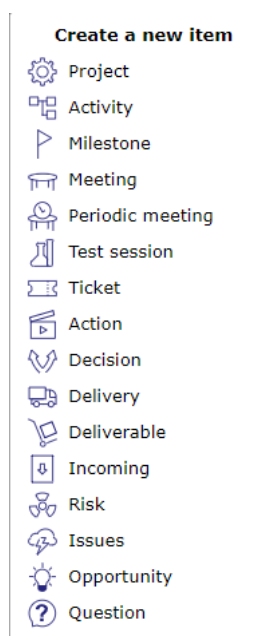 Create a new item
Project
Activity
Milestone
Meeting
Periodic meeting
Test session
Ticket
Action
Decision
Delivery
Deliverable
Incoming
Risk
Issues
Opportunity
Question